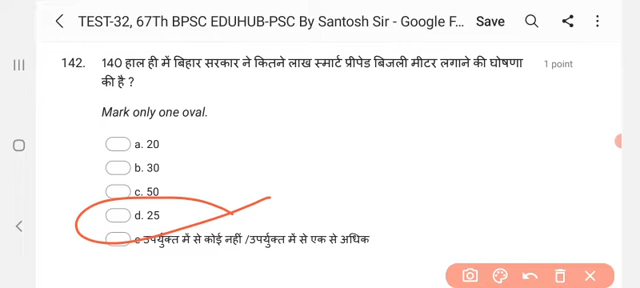 TEST-32, 67Th BPSC EDUHUB-PSC By Santosh Sir - Google F... Save
142. 140 हाल ही में बिहार सरकार ने कितने लाख स्मार्ट प्रीपेड बिजली मीटर लगाने की घोषणा 1 point
की है ?
Mark only one oval.
a. 20
b. 30
c. 50
d. 25
e उपर्युक्त में से कोई नहीं /उपर्युक्त में से एक से अधिक